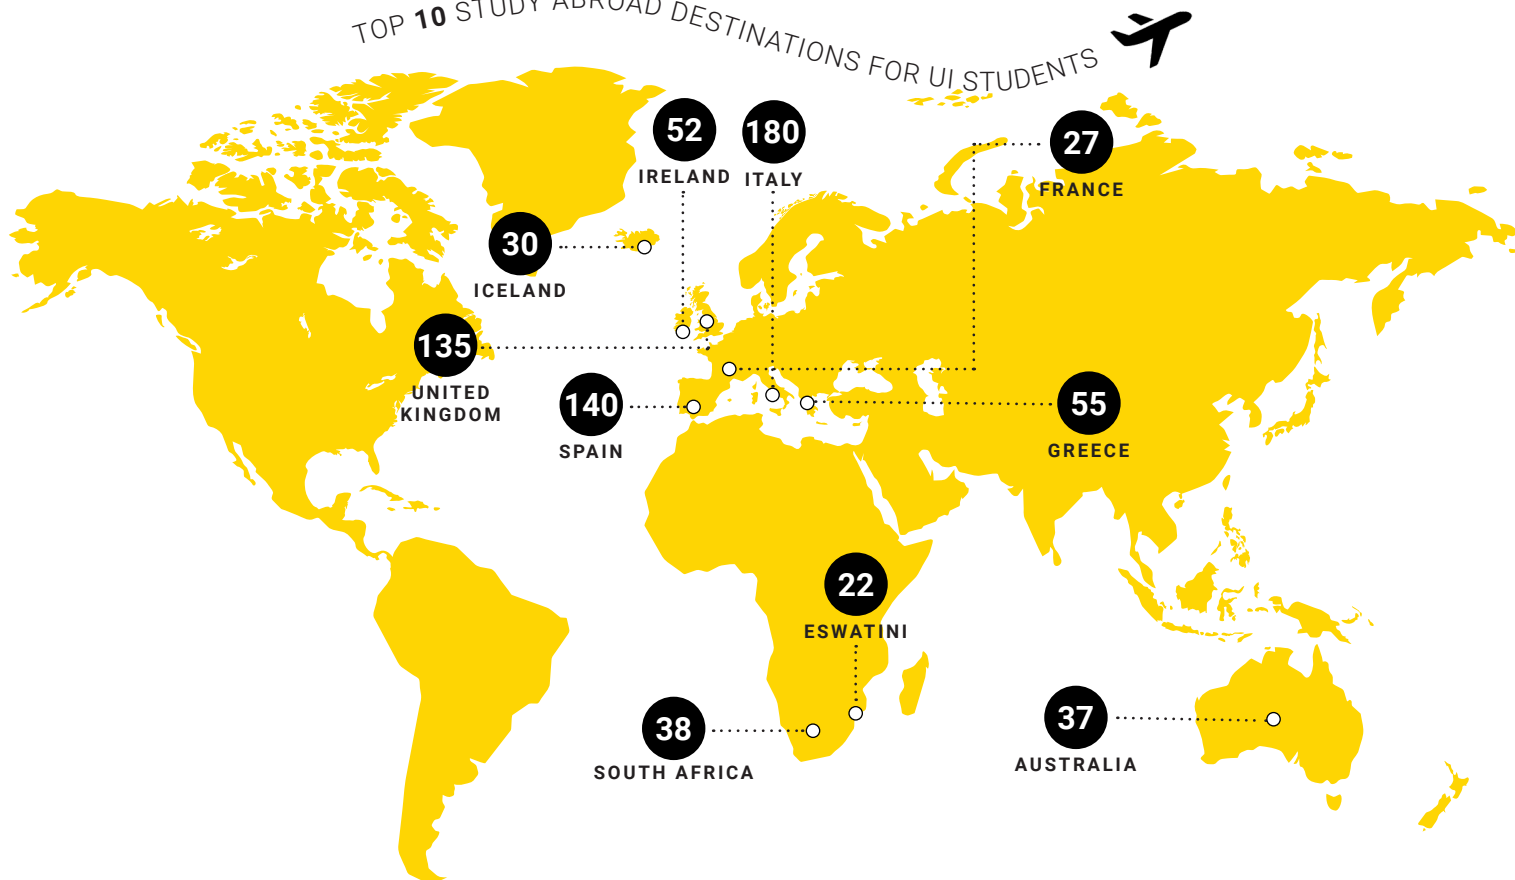 TOP 10 STUDY ABROAD DESTINATIONS FOR UI STUDENTS
52
IRELAND
180
ITALY
27
FRANCE
30
ICELAND
135
UNITED
KINGDOM
140
SPAIN
55
GREECE
22
ESWATINI
38
SOUTH AFRICA
37
AUSTRALIA